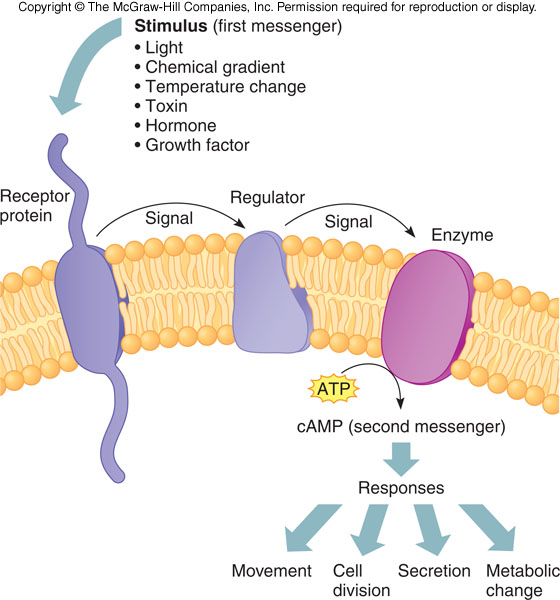 Copyright © The McGraw-Hill Companies, Inc. Permission required for reproduction or display.
Stimulus (first messenger)
• Light
• Chemical gradient
• Temperature change
• Toxin
• Hormone
• Growth factor
Receptor
protein
Signal
Regulator
Signal
Enzyme
ATP
cAMP (second messenger)
Responses
Movement
Cell
division
Secretion
Metabolic
change